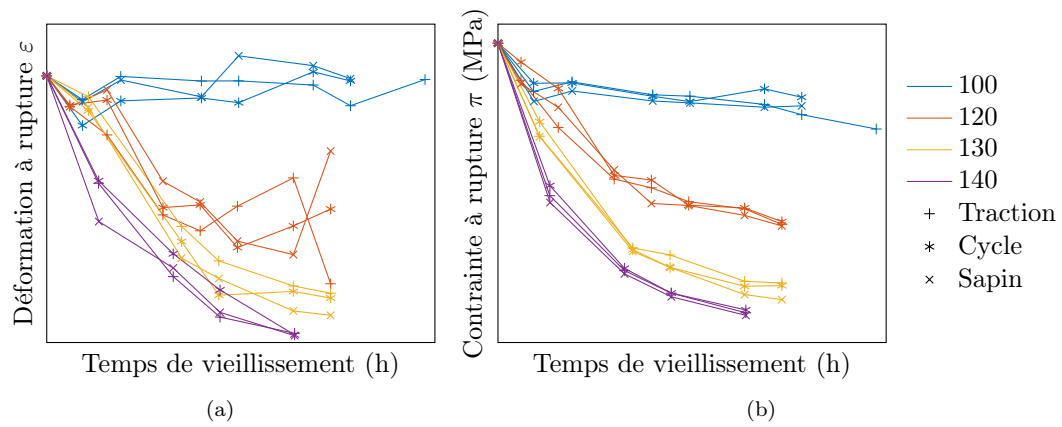 Déformation à rupture ε
Temps de vieillissement (h)
(a)
Contrainte à rupture π (MPa)
Temps de vieillissement (h)
(b)
100
120
130
140
Traction
Cycle
Sapin